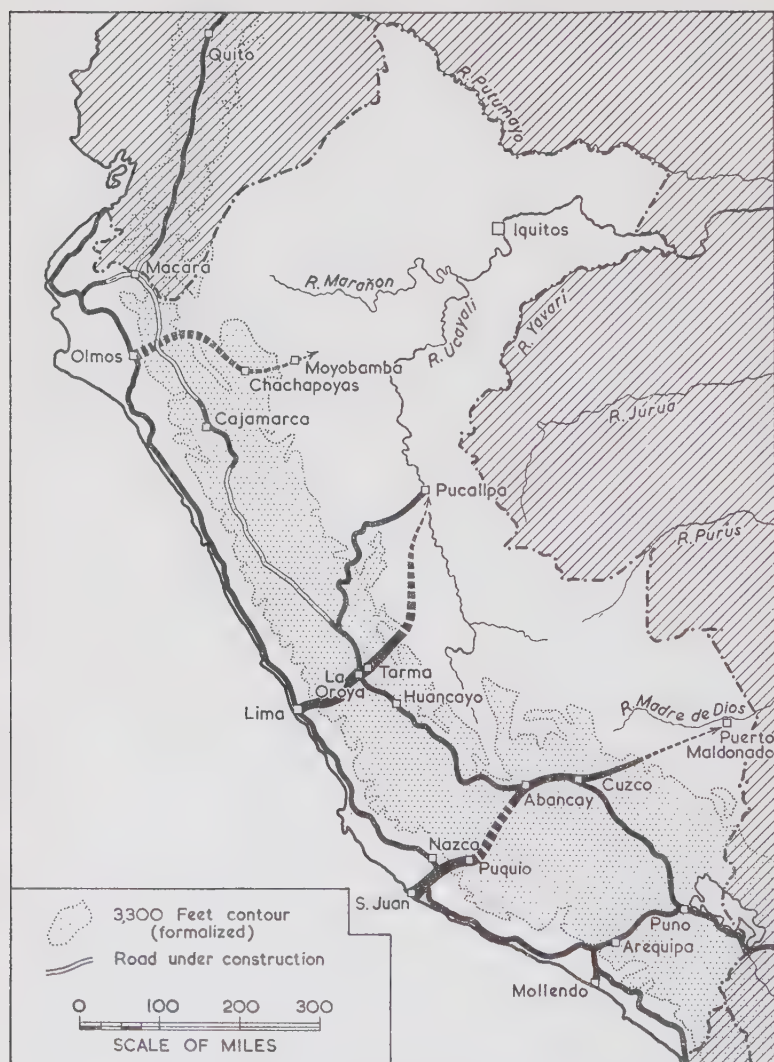 Quito
R. Putumayo
Iquitos
Macará
R. Marañon
R. Ucayali
R. Yavarí
Olmos
Moyobamba
Chachapoyas
R. Jurua
Cajamarca
Pucallpa
R. Purus
Tarma
La
Oroya
Huancayo
Lima
R. Madre de Dios
Puerto
Maldonado
Cuzco
Abancay
Nazca
Puquio
S. Juan
Puno
Arequipa
Mollendo
3,300 Feet contour
(formalized)
Road under construction
0 100 200 300
SCALE OF MILES